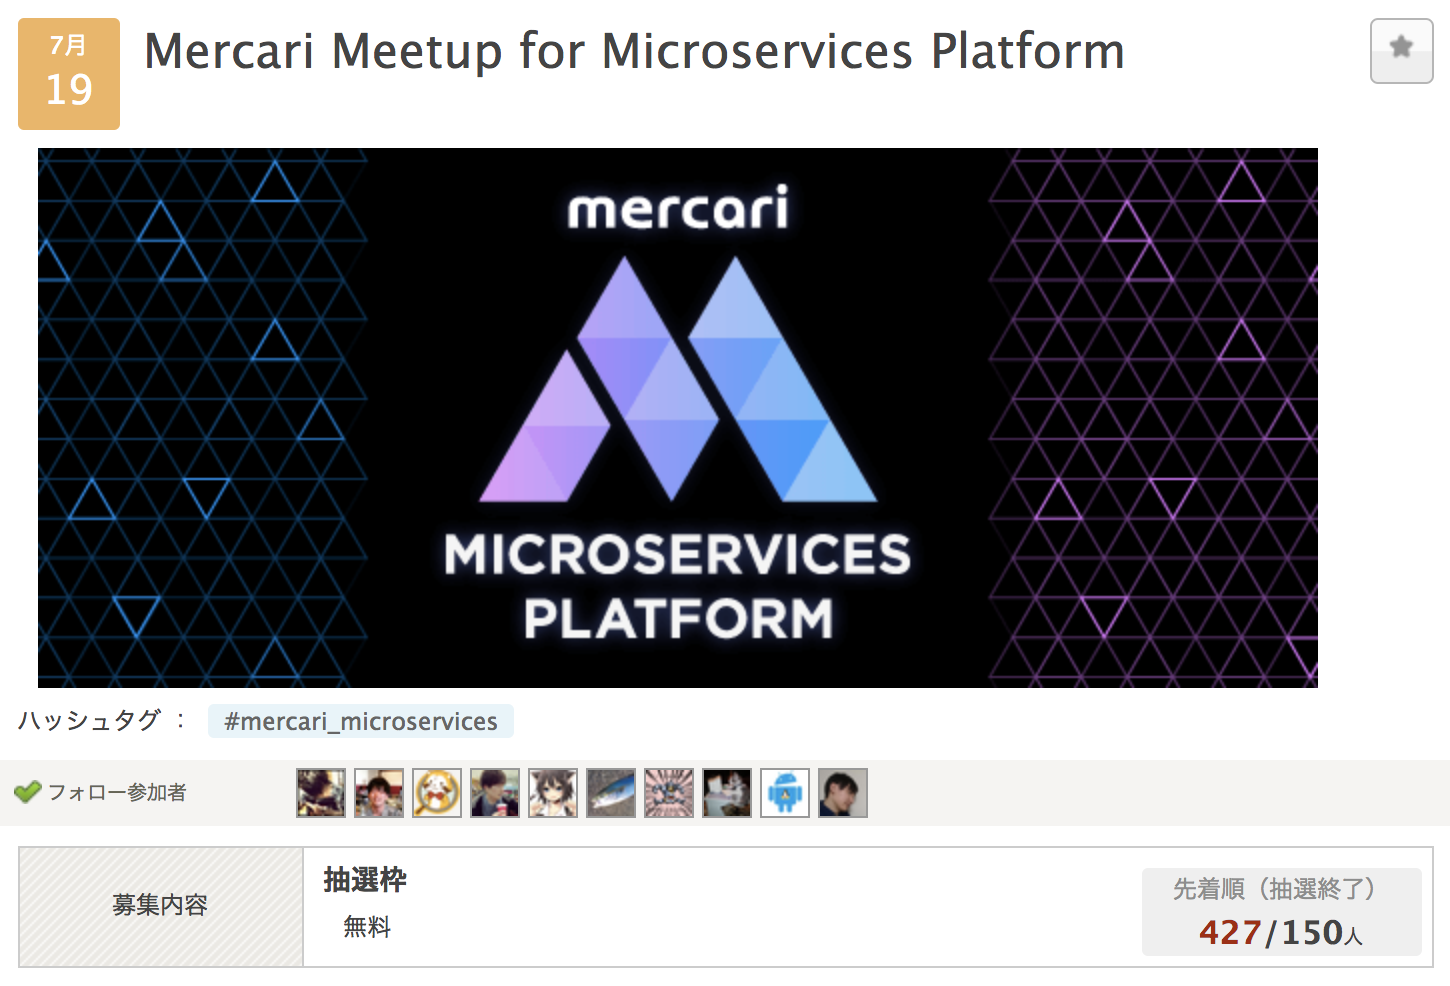 7月
19
Mercari Meetup for Microservices Platform
mercari
MICROSERVICES
PLATFORM
ハッシュタグ ： #mercari_microservices
フォロー参加者
募集内容
抽選枠
無料
先着順（抽選終了）
427/150人